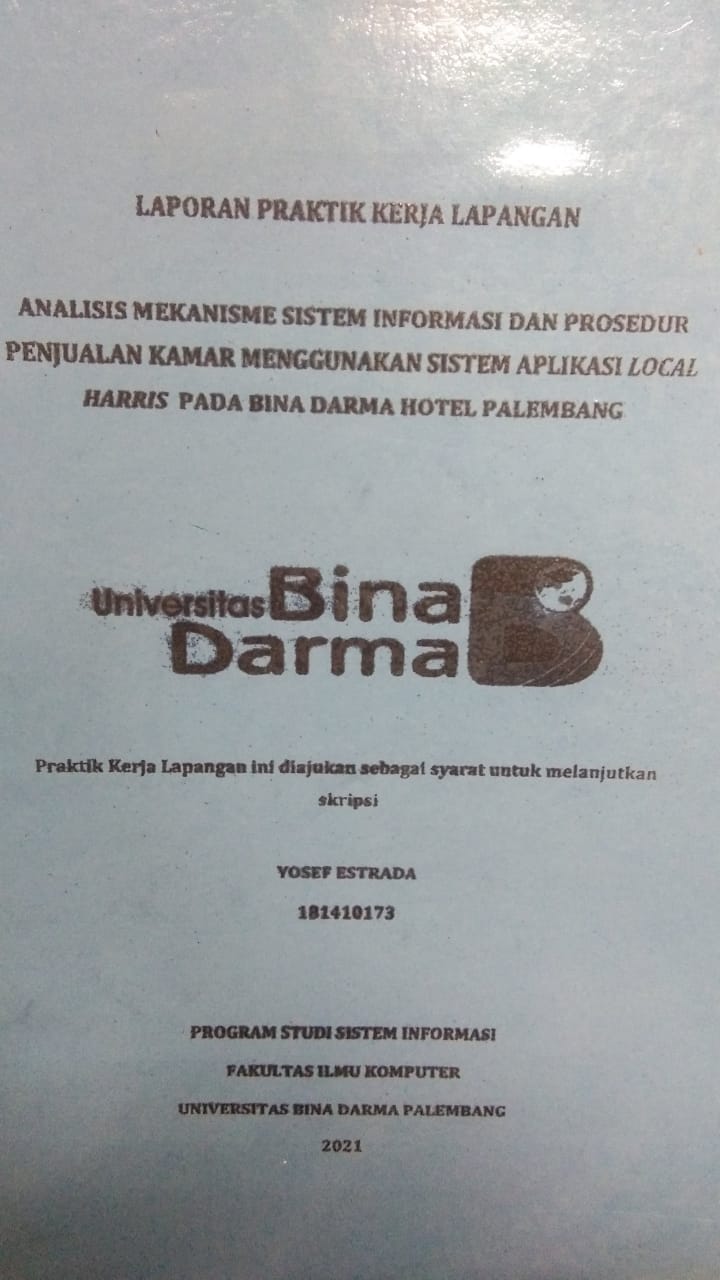 LAPORAN PRAKTIK KERJA LAPANGAN
ANALISIS MEKANISME SISTEM INFORMASI DAN PROSEDUR
PENJUALAN KAMAR MENGGUNAKAN SISTEM APLIKASI LOCAL
HARRIS PADA BINA DARMA HOTEL PALEMBANG
Universitas Bina
Darma
Praktik Kerja Lapangan ini diajukan sebagai syarat untuk melanjutkan
skripsi
YOSEF ESTRADA
181410173
PROGRAM STUDI SISTEM INFORMASI
FAKULTAS ILMU KOMPUTER
UNIVERSITAS BINA DARMA PALEMBANG
2021